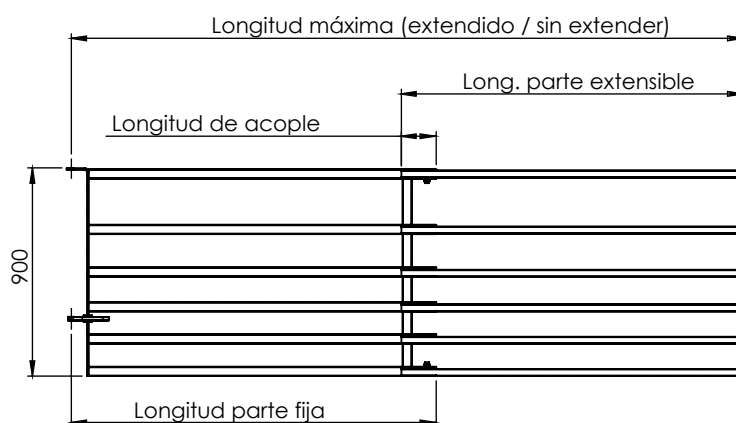 Longitud máxima (extendido / sin extender)
Long. parte extensible
Longitud de acople
900
Longitud parte fija